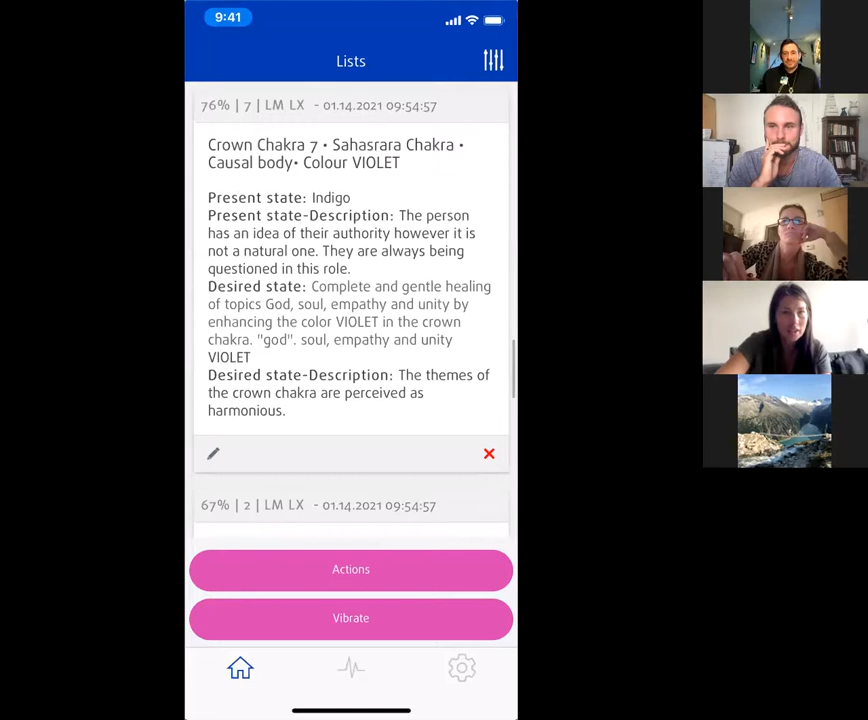 9:41
Lists
76% | 7 | LM LX - 01.14.2021 09:54:57
Crown Chakra 7 • Sahasrara Chakra •
Causal body• Colour VIOLET
Present state: Indigo
Present state-Description: The person
has an idea of their authority however it is
not a natural one. They are always being
questioned in this role.
Desired state: Complete and gentle healing
of topics God, soul, empathy and unity by
enhancing the color VIOLET in the crown
chakra. "god". soul, empathy and unity
VIOLET
Desired state-Description: The themes of
the crown chakra are perceived as
harmonious.
67% | 2 | LM LX - 01.14.2021 09:54:57
Actions
Vibrate